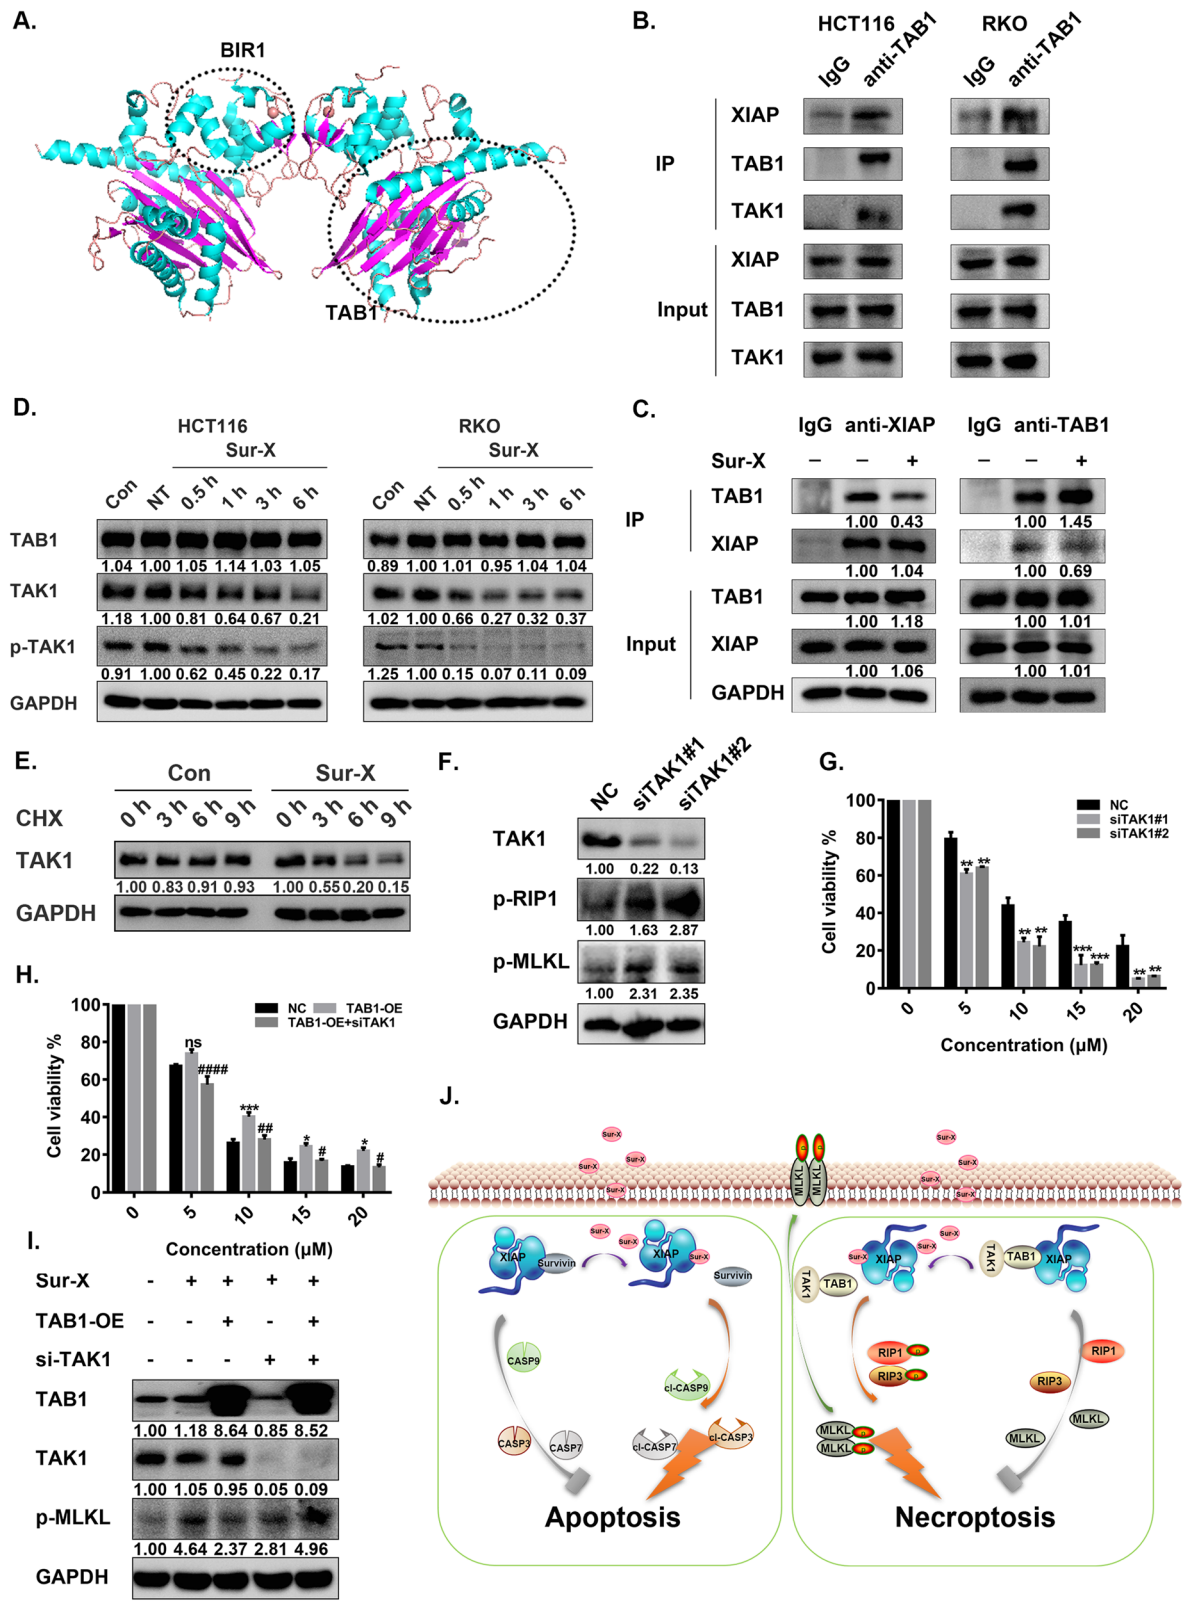 A.
BIR1
TAB1
B.
HCT116 RKO
IgG anti-TAB1 IgG anti-TAB1
IP
XIAP
TAB1
TAK1
Input
XIAP
TAB1
TAK1
C.
IgG anti-XIAP IgG anti-TAB1
Sur-X – – + – – +
IP
TAB1
1.00 0.43 1.00 1.45
XIAP
1.00 1.04 1.00 0.69
Input
TAB1
1.00 1.18 1.00 1.01
XIAP
1.00 1.06 1.00 1.01
GAPDH
D.
HCT116 RKO
Sur-X Sur-X
Con NT 0.5 h 1 h 3 h 6 h Con NT 0.5 h 1 h 3 h 6 h
TAB1
1.04 1.00 1.05 1.14 1.03 1.05 0.89 1.00 1.01 0.95 1.04 1.04
TAK1
1.18 1.00 0.81 0.64 0.67 0.21 1.02 1.00 0.66 0.27 0.32 0.37
p-TAK1
0.91 1.00 0.62 0.45 0.22 0.17 1.25 1.00 0.15 0.07 0.11 0.09
GAPDH
E.
Con Sur-X
CHX 0 h 3 h 6 h 9 h 0 h 3 h 6 h 9 h
TAK1
1.00 0.83 0.91 0.93 1.00 0.55 0.20 0.15
GAPDH
F.
NC siTAK1#1 siTAK1#2
TAK1
1.00 0.22 0.13
p-RIP1
1.00 1.63 2.87
p-MLKL
1.00 2.31 2.35
GAPDH
G.
NC
siTAK1#1
siTAK1#2
Cell viability %
100
80
60
40
20
0
** **
** **
*** ***
** **
0 5 10 15 20
Concentration (μM)
H.
NC TAB1-OE
TAB1-OE+siTAK1
Cell viability %
100
80
60
40
20
0
ns
####
***
##
*
#
*
#
0 5 10 15 20
Concentration (μM)
I.
Sur-X - + + + +
TAB1-OE - - + - +
si-TAK1 - - - + +
TAB1
1.00 1.18 8.64 0.85 8.52
TAK1
1.00 1.05 0.95 0.05 0.09
p-MLKL
1.00 4.64 2.37 2.81 4.96
GAPDH
J.
Sur-X
Sur-X
Sur-X
Sur-X
MLKL MLKL
Sur-X
Sur-X
Sur-X
Sur-X
XIAP Survivin
Sur-X
Sur-X
XIAP Sur-X
Survivin
CASP9
CASP3
CASP7
cl-CASP9
cl-CASP7
cl-CASP3
Apoptosis
TAK1 TAB1
Sur-X XIAP
Sur-X
Sur-X
TAK1 TAB1 XIAP
RIP1
RIP3
MLKL
MLKL
RIP1
RIP3
MLKL
MLKL
Necroptosis